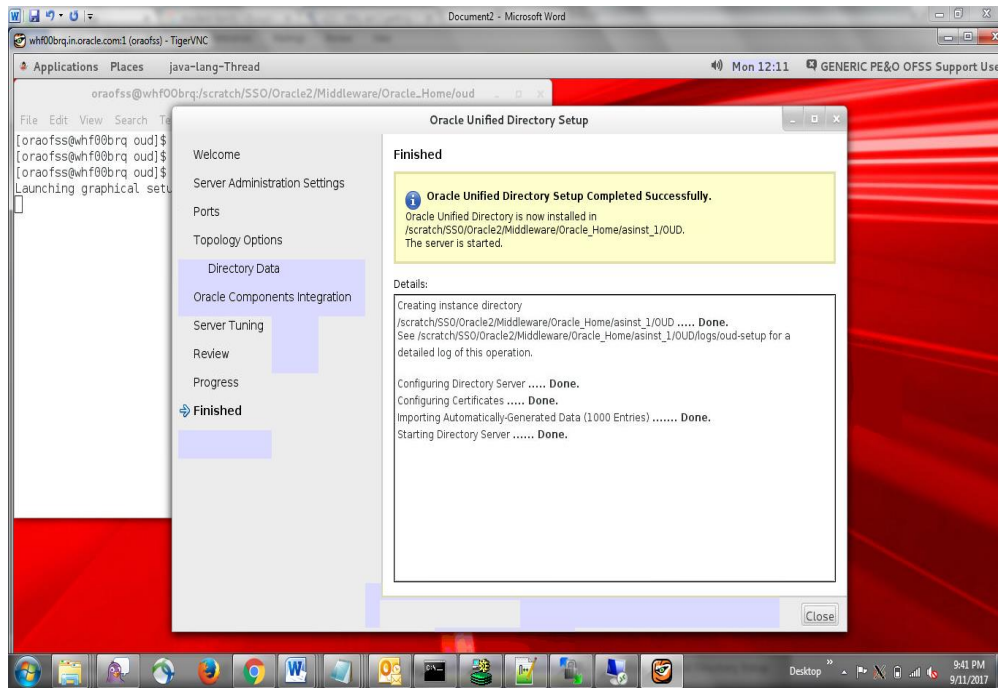 Document2 - Microsoft Word
whf00brq.in.oracle.com:1 (oraofss) - TigerVNC
Applications Places java-lang-Thread
Mon 12:11 GENERIC PE&O OFSS Support Use
oraofss@whf00brq:/scratch/SSO/Oracle2/Middleware/Oracle_Home/oud
File Edit View Search Te
[oraofss@whf00brq oud]$
[oraofss@whf00brq oud]$
[oraofss@whf00brq oud]$
Launching graphical setu
Oracle Unified Directory Setup
Welcome
Server Administration Settings
Ports
Topology Options
Directory Data
Oracle Components Integration
Server Tuning
Review
Progress
Finished
Finished
Oracle Unified Directory Setup Completed Successfully.
Oracle Unified Directory is now installed in
/scratch/SSO/Oracle2/Middleware/Oracle_Home/asinst_1/OUD.
The server is started.
Details:
Creating instance directory
/scratch/SSO/Oracle2/Middleware/Oracle_Home/asinst_1/OUD ..... Done.
See /scratch/SSO/Oracle2/Middleware/Oracle_Home/asinst_1/OUD/logs/oud-setup for a
detailed log of this operation.
Configuring Directory Server ..... Done.
Configuring Certificates ..... Done.
Importing Automatically-Generated Data (1000 Entries) ....... Done.
Starting Directory Server ...... Done.
Close
Desktop
9:41 PM
9/11/2017